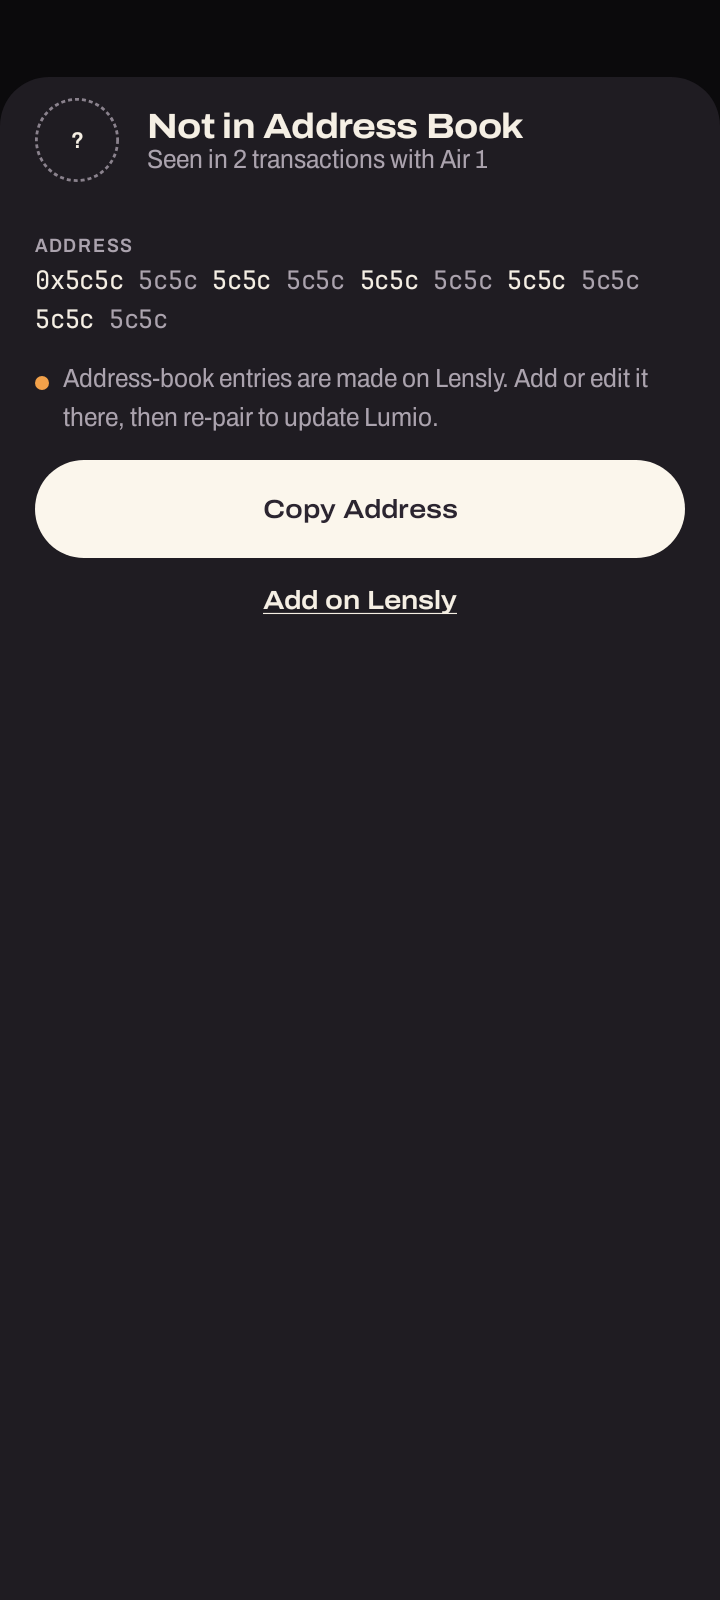 ?
Not in Address Book
Seen in 2 transactions with Air 1
ADDRESS
0x5c5c 5c5c 5c5c 5c5c 5c5c 5c5c 5c5c 5c5c
5c5c 5c5c
Address-book entries are made on Lensly. Add or edit it
there, then re-pair to update Lumio.
Copy Address
Add on Lensly